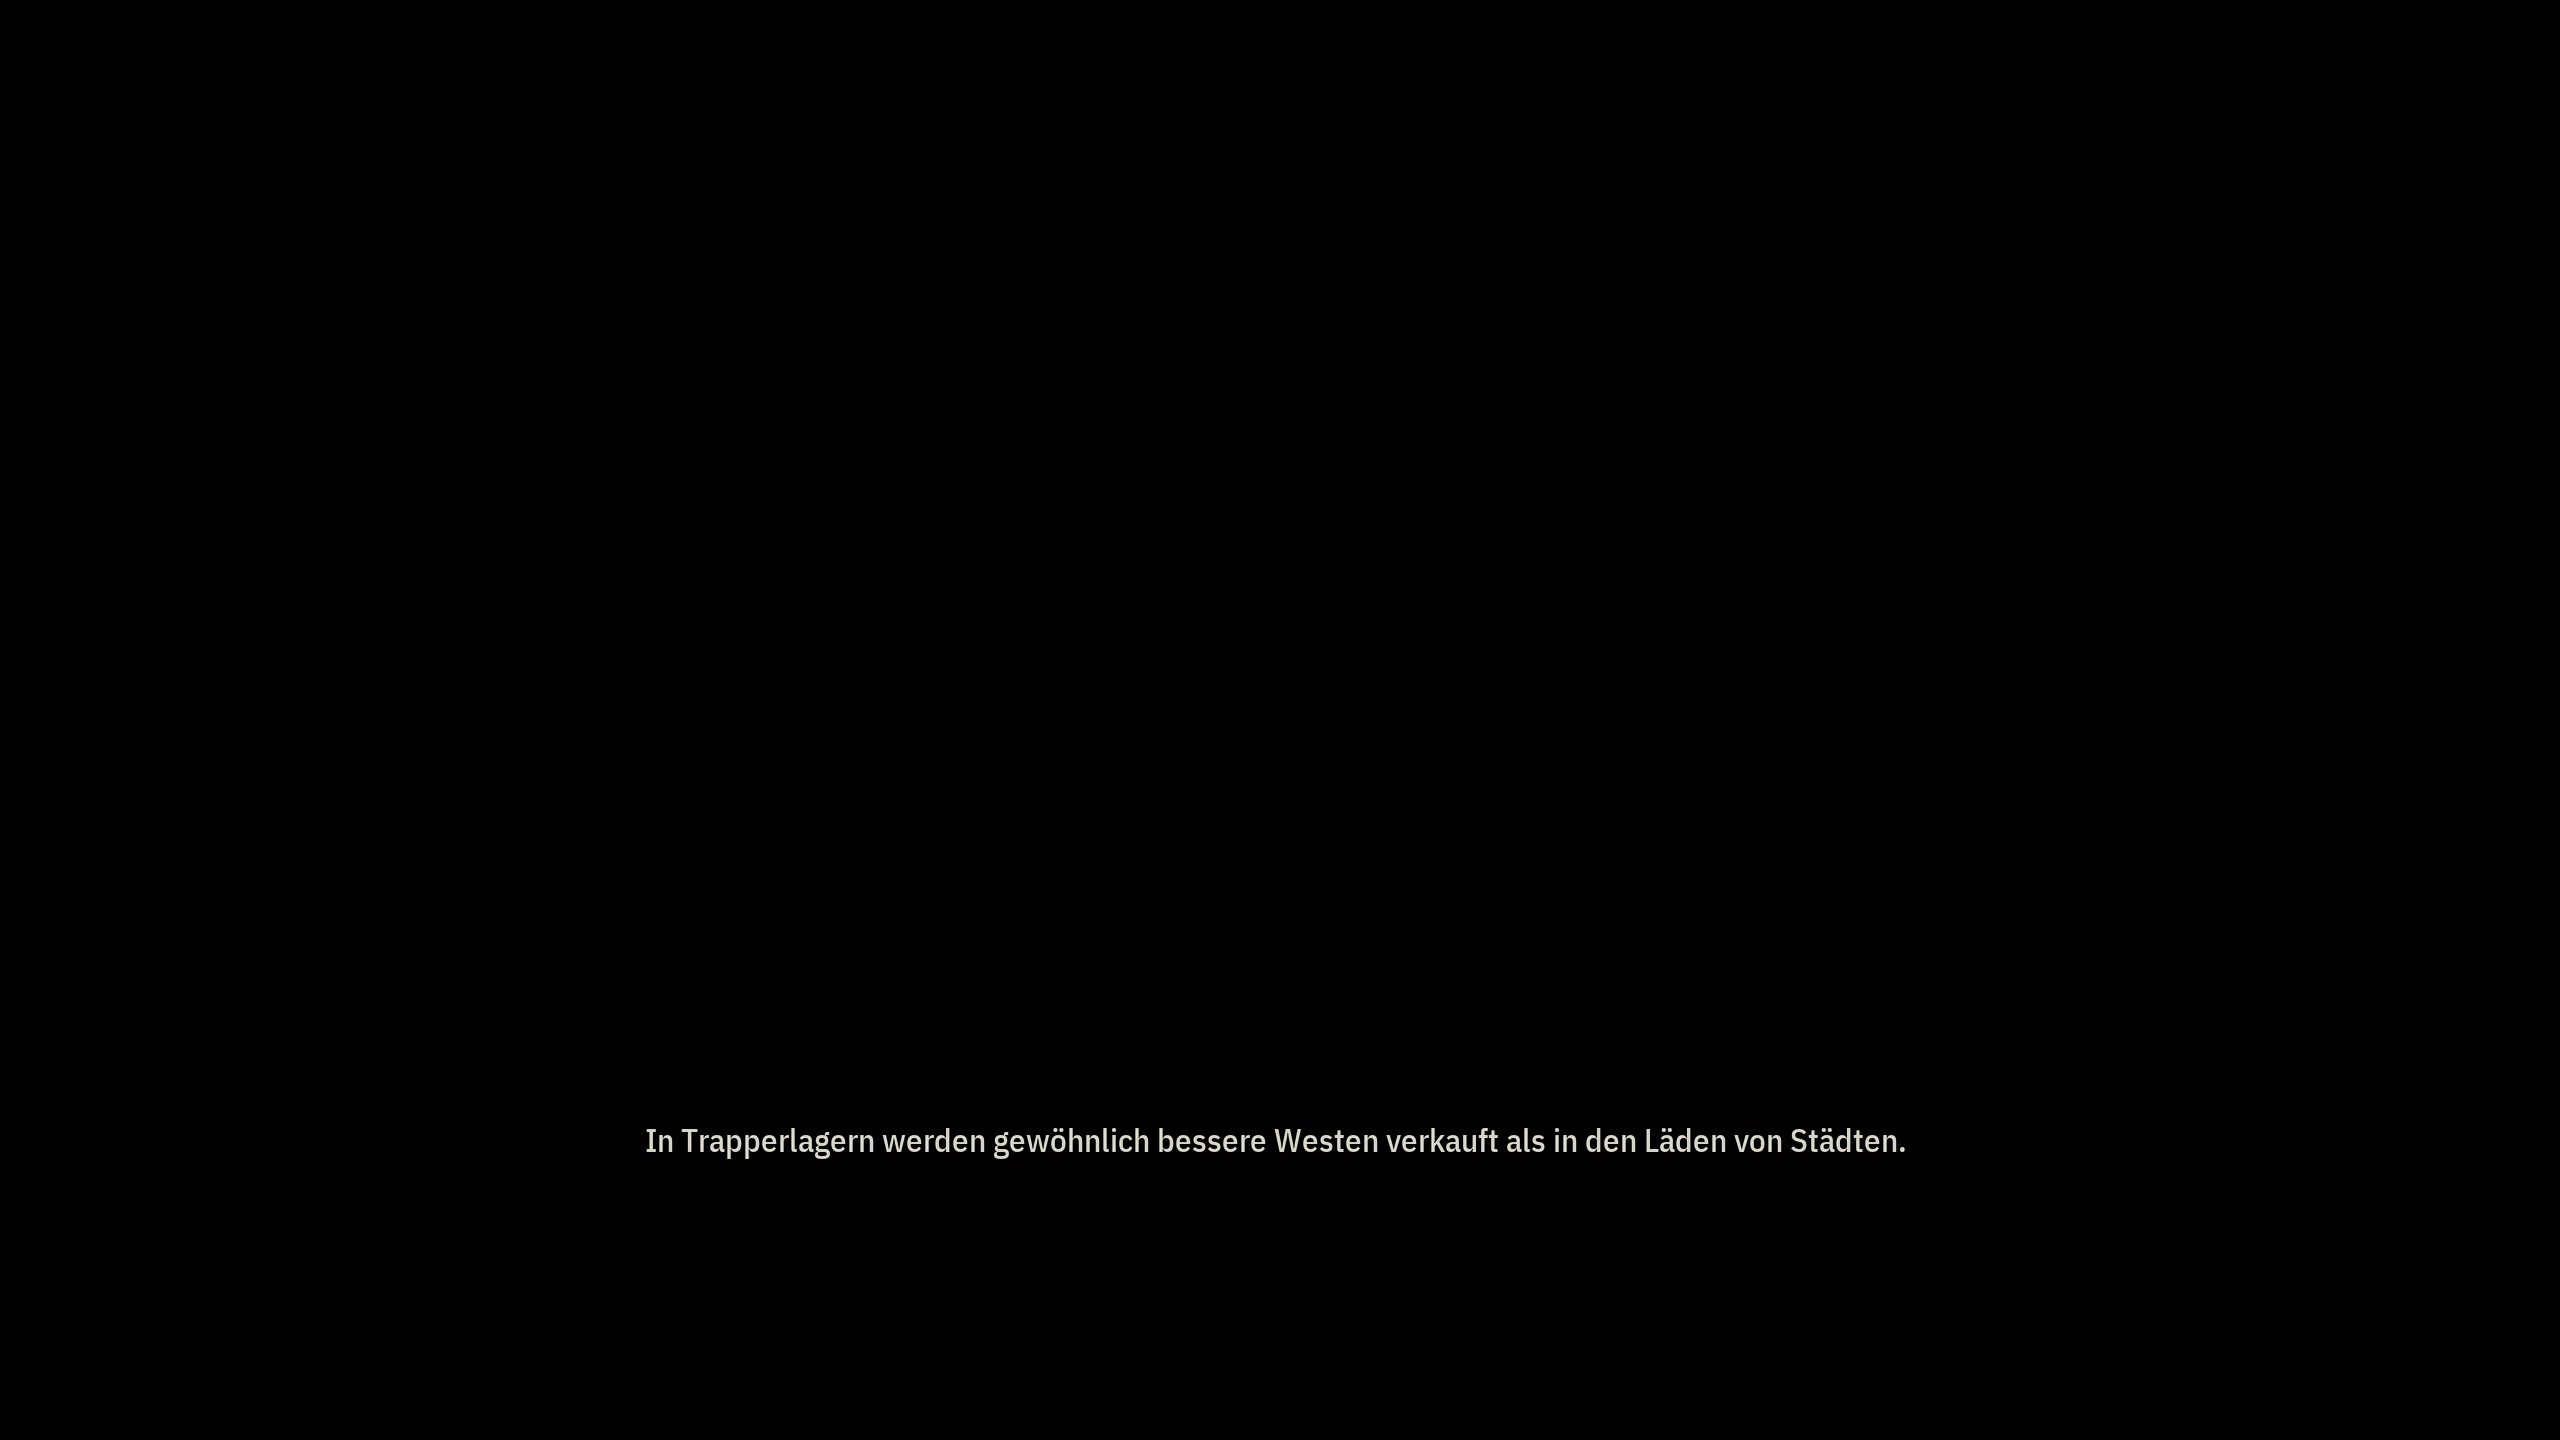 In Trapperlagern werden gewöhnlich bessere Westen verkauft als in den Läden von Städten.